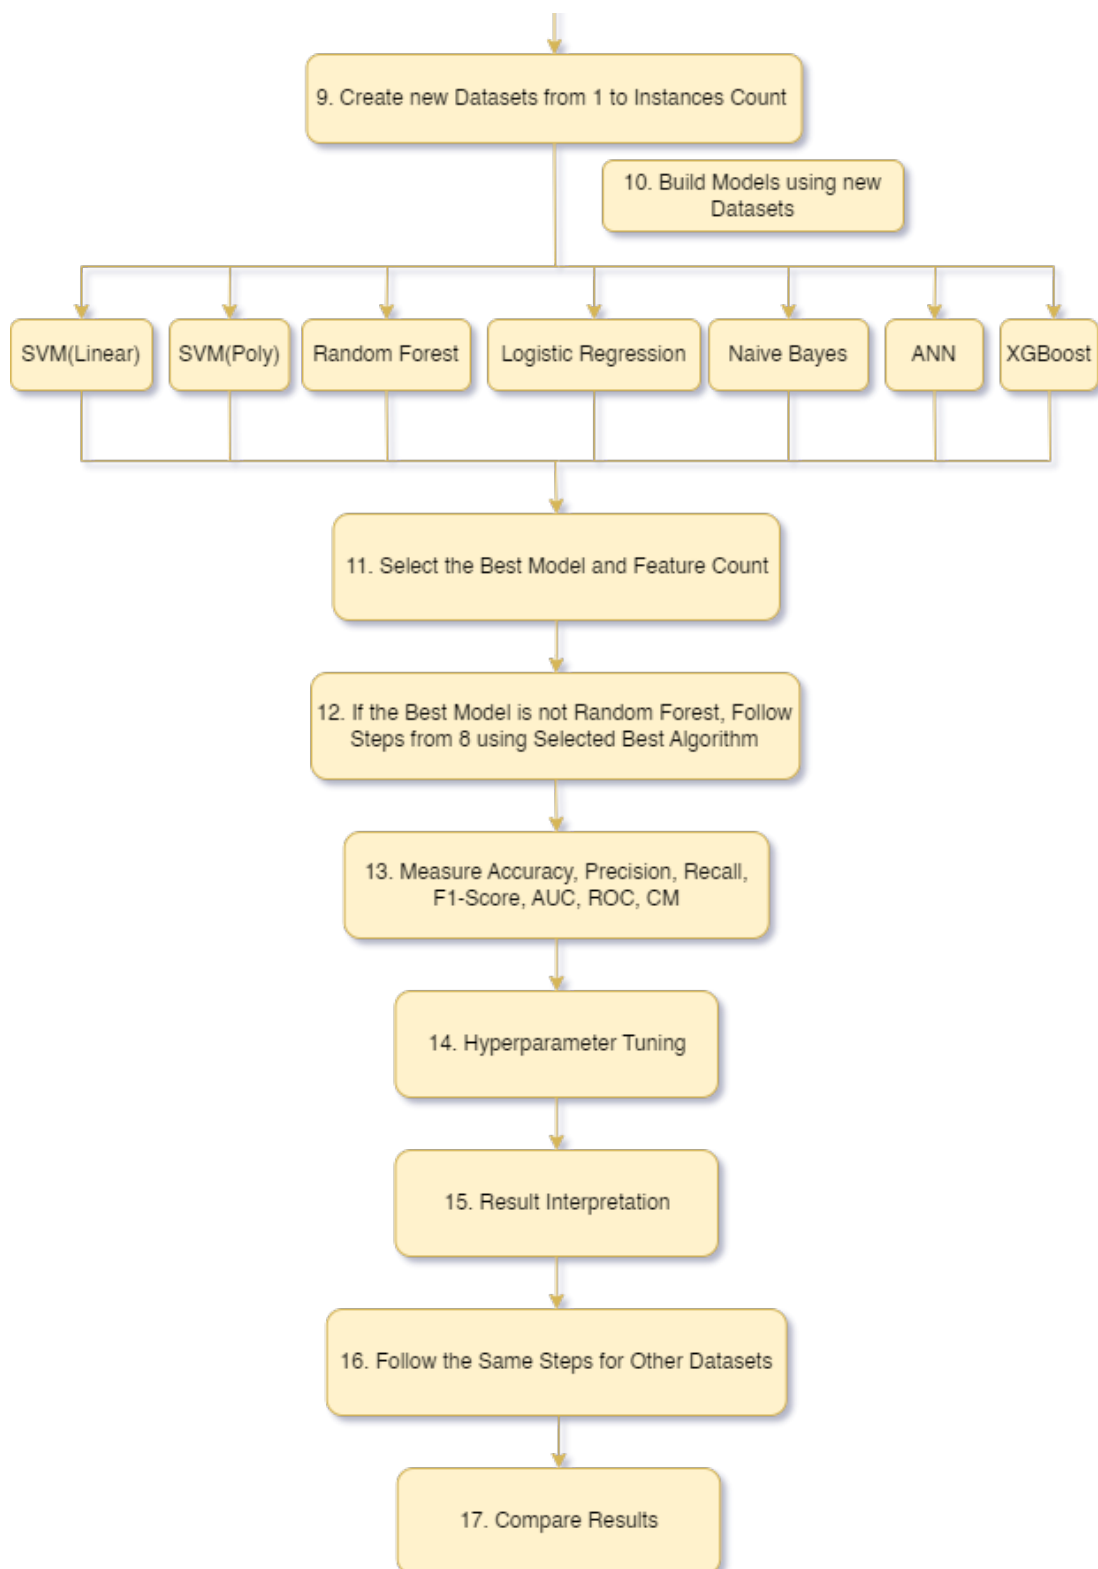 9. Create new Datasets from 1 to Instances Count
10. Build Models using new
Datasets
SVM(Linear)
SVM(Poly)
Random Forest
Logistic Regression
Naive Bayes
ANN
XGBoost
11. Select the Best Model and Feature Count
12. If the Best Model is not Random Forest, Follow
Steps from 8 using Selected Best Algorithm
13. Measure Accuracy, Precision, Recall,
F1-Score, AUC, ROC, CM
14. Hyperparameter Tuning
15. Result Interpretation
16. Follow the Same Steps for Other Datasets
17. Compare Results